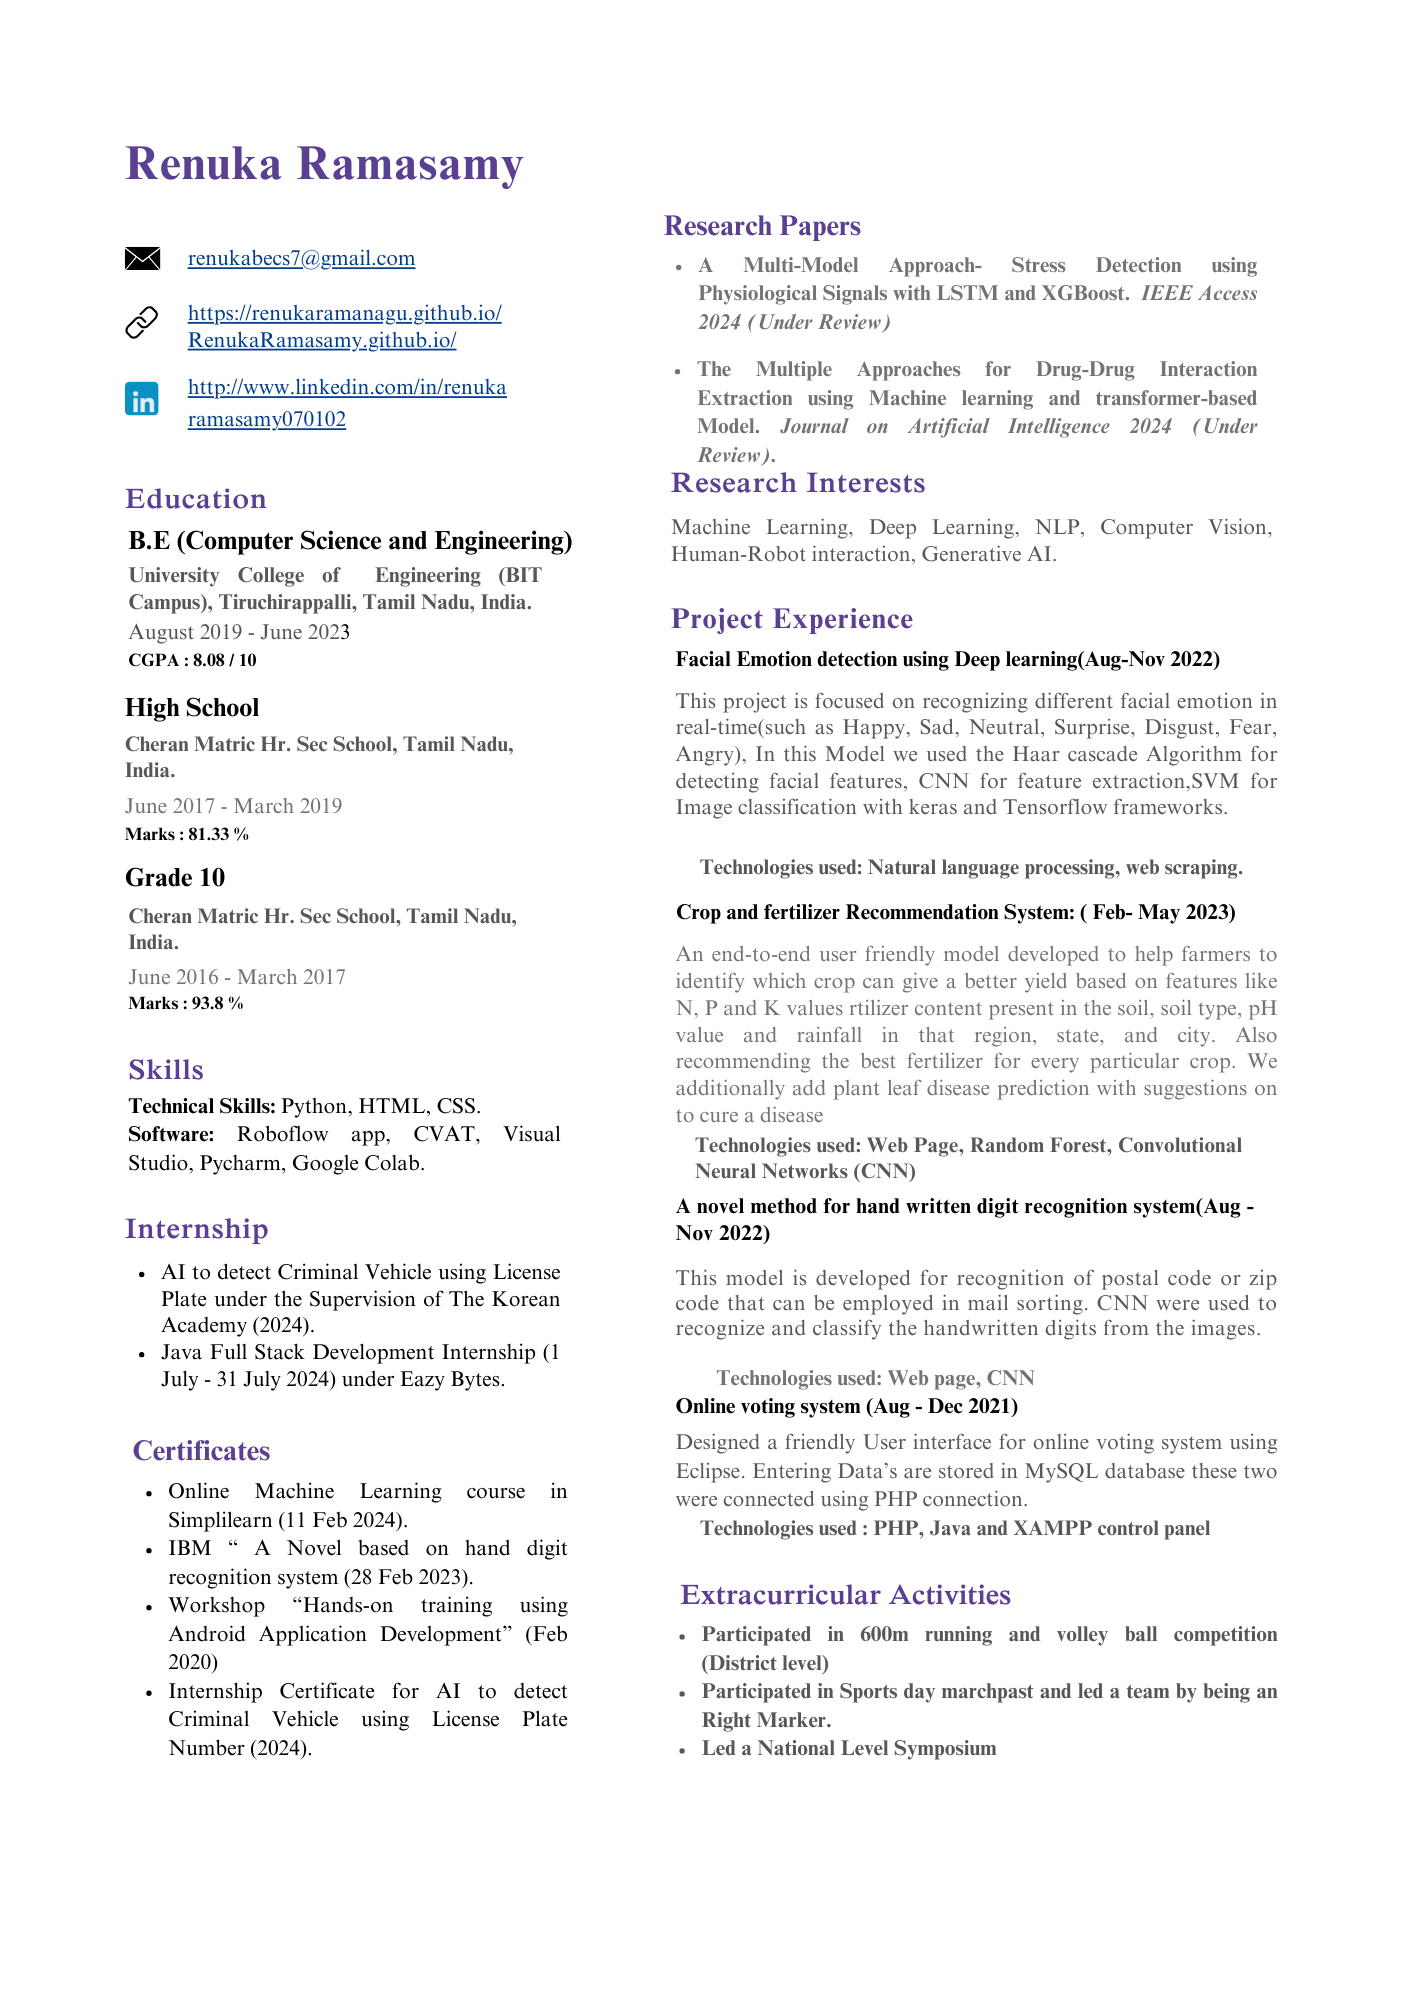 Renuka Ramasamy
renukabecs7@gmail.com
https://renukaramanagu.github.io/
RenukaRamasamy.github.io/
http://www.linkedin.com/in/renuka
ramasamy070102
Education
B.E (Computer Science and Engineering)
University College of Engineering (BIT
Campus), Tiruchirappalli, Tamil Nadu, India.
August 2019 - June 2023
CGPA : 8.08 / 10
High School
Cheran Matric Hr. Sec School, Tamil Nadu,
India.
June 2017 - March 2019
Marks : 81.33 %
Grade 10
Cheran Matric Hr. Sec School, Tamil Nadu,
India.
June 2016 - March 2017
Marks : 93.8 %
Skills
Technical Skills: Python, HTML, CSS.
Software: Roboflow app, CVAT, Visual
Studio, Pycharm, Google Colab.
Internship
• AI to detect Criminal Vehicle using License
Plate under the Supervision of The Korean
Academy (2024).
• Java Full Stack Development Internship (1
July - 31 July 2024) under Eazy Bytes.
Certificates
• Online Machine Learning course in
Simplilearn (11 Feb 2024).
• IBM “ A Novel based on hand digit
recognition system (28 Feb 2023).
• Workshop “Hands-on training using
Android Application Development” (Feb
2020)
• Internship Certificate for AI to detect
Criminal Vehicle using License Plate
Number (2024).
Research Papers
• A Multi-Model Approach- Stress Detection using
Physiological Signals with LSTM and XGBoost. IEEE Access
2024 (Under Review)
• The Multiple Approaches for Drug-Drug Interaction
Extraction using Machine learning and transformer-based
Model. Journal on Artificial Intelligence 2024 (Under
Review).
Research Interests
Machine Learning, Deep Learning, NLP, Computer Vision,
Human-Robot interaction, Generative AI.
Project Experience
Facial Emotion detection using Deep learning(Aug-Nov 2022)
This project is focused on recognizing different facial emotion in
real-time(such as Happy, Sad, Neutral, Surprise, Disgust, Fear,
Angry), In this Model we used the Haar cascade Algorithm for
detecting facial features, CNN for feature extraction,SVM for
Image classification with keras and Tensorflow frameworks.
Technologies used: Natural language processing, web scraping.
Crop and fertilizer Recommendation System: ( Feb- May 2023)
An end-to-end user friendly model developed to help farmers to
identify which crop can give a better yield based on features like
N, P and K values rtilizer content present in the soil, soil type, pH
value and rainfall in that region, state, and city. Also
recommending the best fertilizer for every particular crop. We
additionally add plant leaf disease prediction with suggestions on
to cure a disease
Technologies used: Web Page, Random Forest, Convolutional
Neural Networks (CNN)
A novel method for hand written digit recognition system(Aug -
Nov 2022)
This model is developed for recognition of postal code or zip
code that can be employed in mail sorting. CNN were used to
recognize and classify the handwritten digits from the images.
Technologies used: Web page, CNN
Online voting system (Aug - Dec 2021)
Designed a friendly User interface for online voting system using
Eclipse. Entering Data’s are stored in MySQL database these two
were connected using PHP connection.
Technologies used : PHP, Java and XAMPP control panel
Extracurricular Activities
• Participated in 600m running and volley ball competition
(District level)
• Participated in Sports day marchpast and led a team by being an
Right Marker.
• Led a National Level Symposium